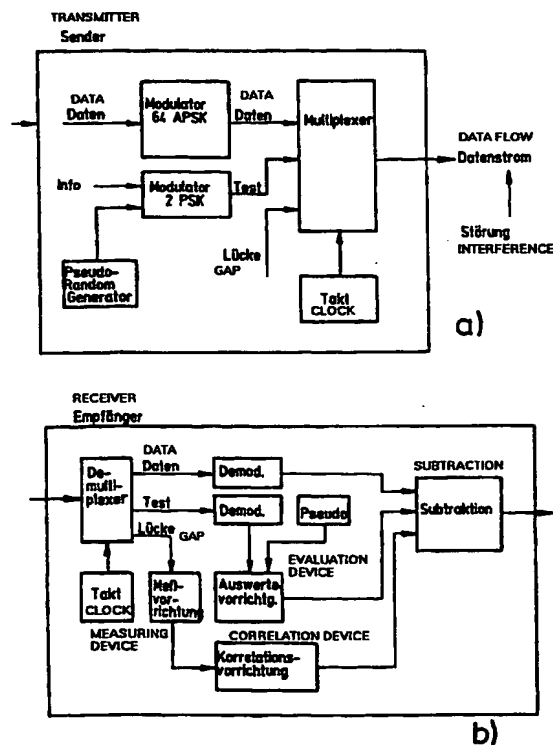 TRANSMITTER
Sender
DATA
Daten
Modulator
64 APSK
DATA
Daten
Multiplexer
DATA FLOW
Datenstrom
Info
Modulator
2 PSK
Test
Störung
INTERFERENCE
Lücke
GAP
Pseudo-
Random
Generator
Takt
CLOCK
a)
RECEIVER
Empfänger
DATA
Daten
De-
multi-
plexer
Demod.
SUBTRACTION
Subtraktion
Test
Demod.
Pseudo
Lücke
GAP
EVALUATION
DEVICE
Takt
CLOCK
Meß-
vor-
richtung
Auswerte-
vorrichtg.
MEASURING
DEVICE
CORRELATION DEVICE
Korrelations-
vorrichtung
b)